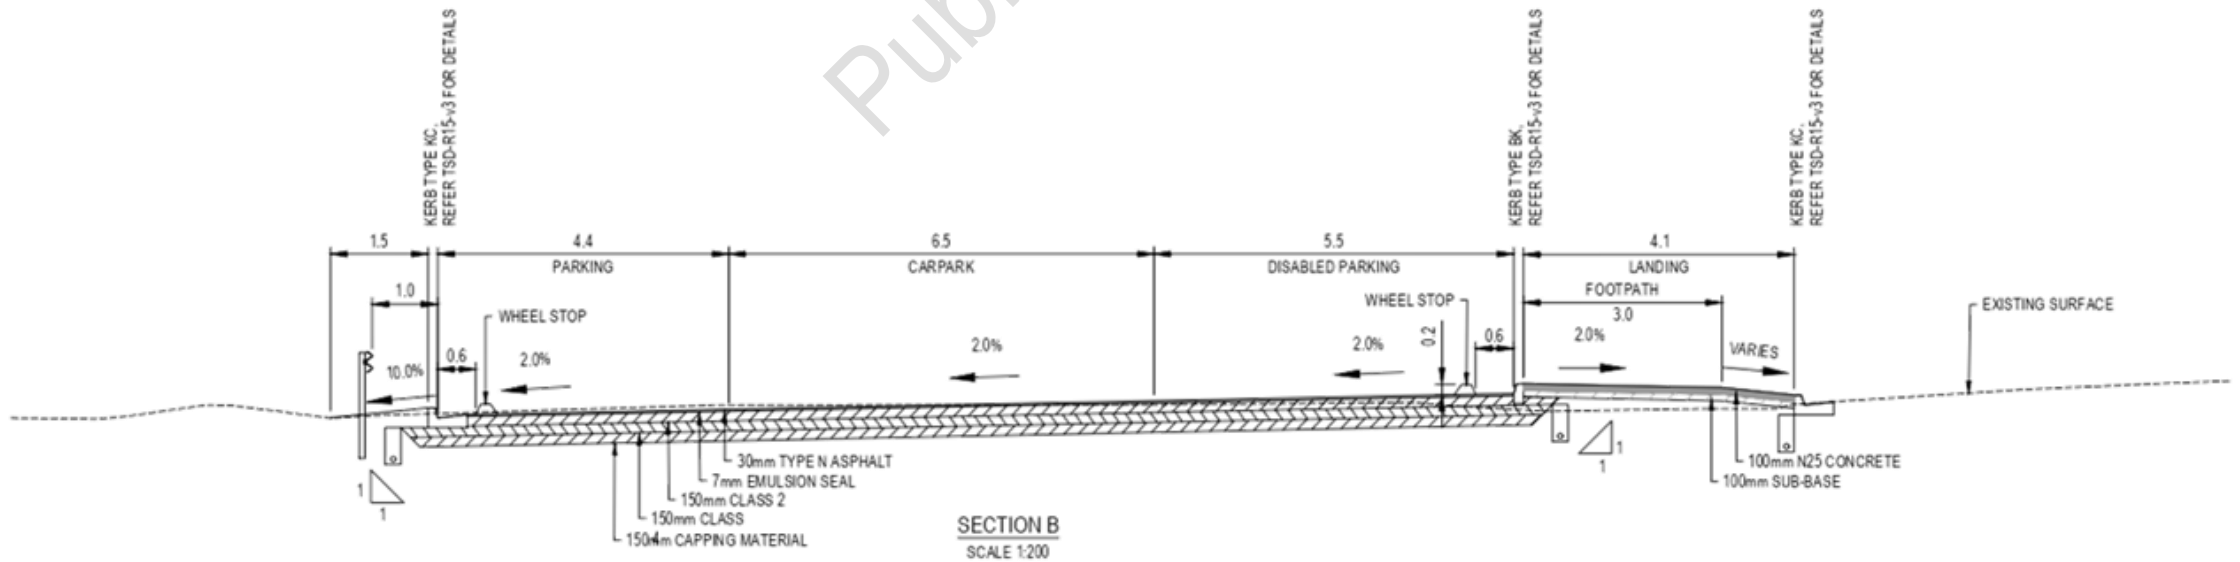 Pub
KERB TYPE KC,
REFER TSD-R15-v3 FOR DETAILS
KERB TYPE BK,
REFER TSD-R15-v3 FOR DETAILS
KERB TYPE KC,
REFER TSD-R15-v3 FOR DETAILS
1.5
4.4
PARKING
6.5
CARPARK
5.5
DISABLED PARKING
4.1
LANDING
FOOTPATH
3.0
1.0
WHEEL STOP
WHEEL STOP
EXISTING SURFACE
0.6
2.0%
10.0%
2.0%
2.0%
0.2
0.6
2.0%
VARIES
30mm TYPE N ASPHALT
7mm EMULSION SEAL
150mm CLASS 2
150mm CLASS
4
150mm CAPPING MATERIAL
1
1
1
1
100mm N25 CONCRETE
100mm SUB-BASE
SECTION B
SCALE 1:200